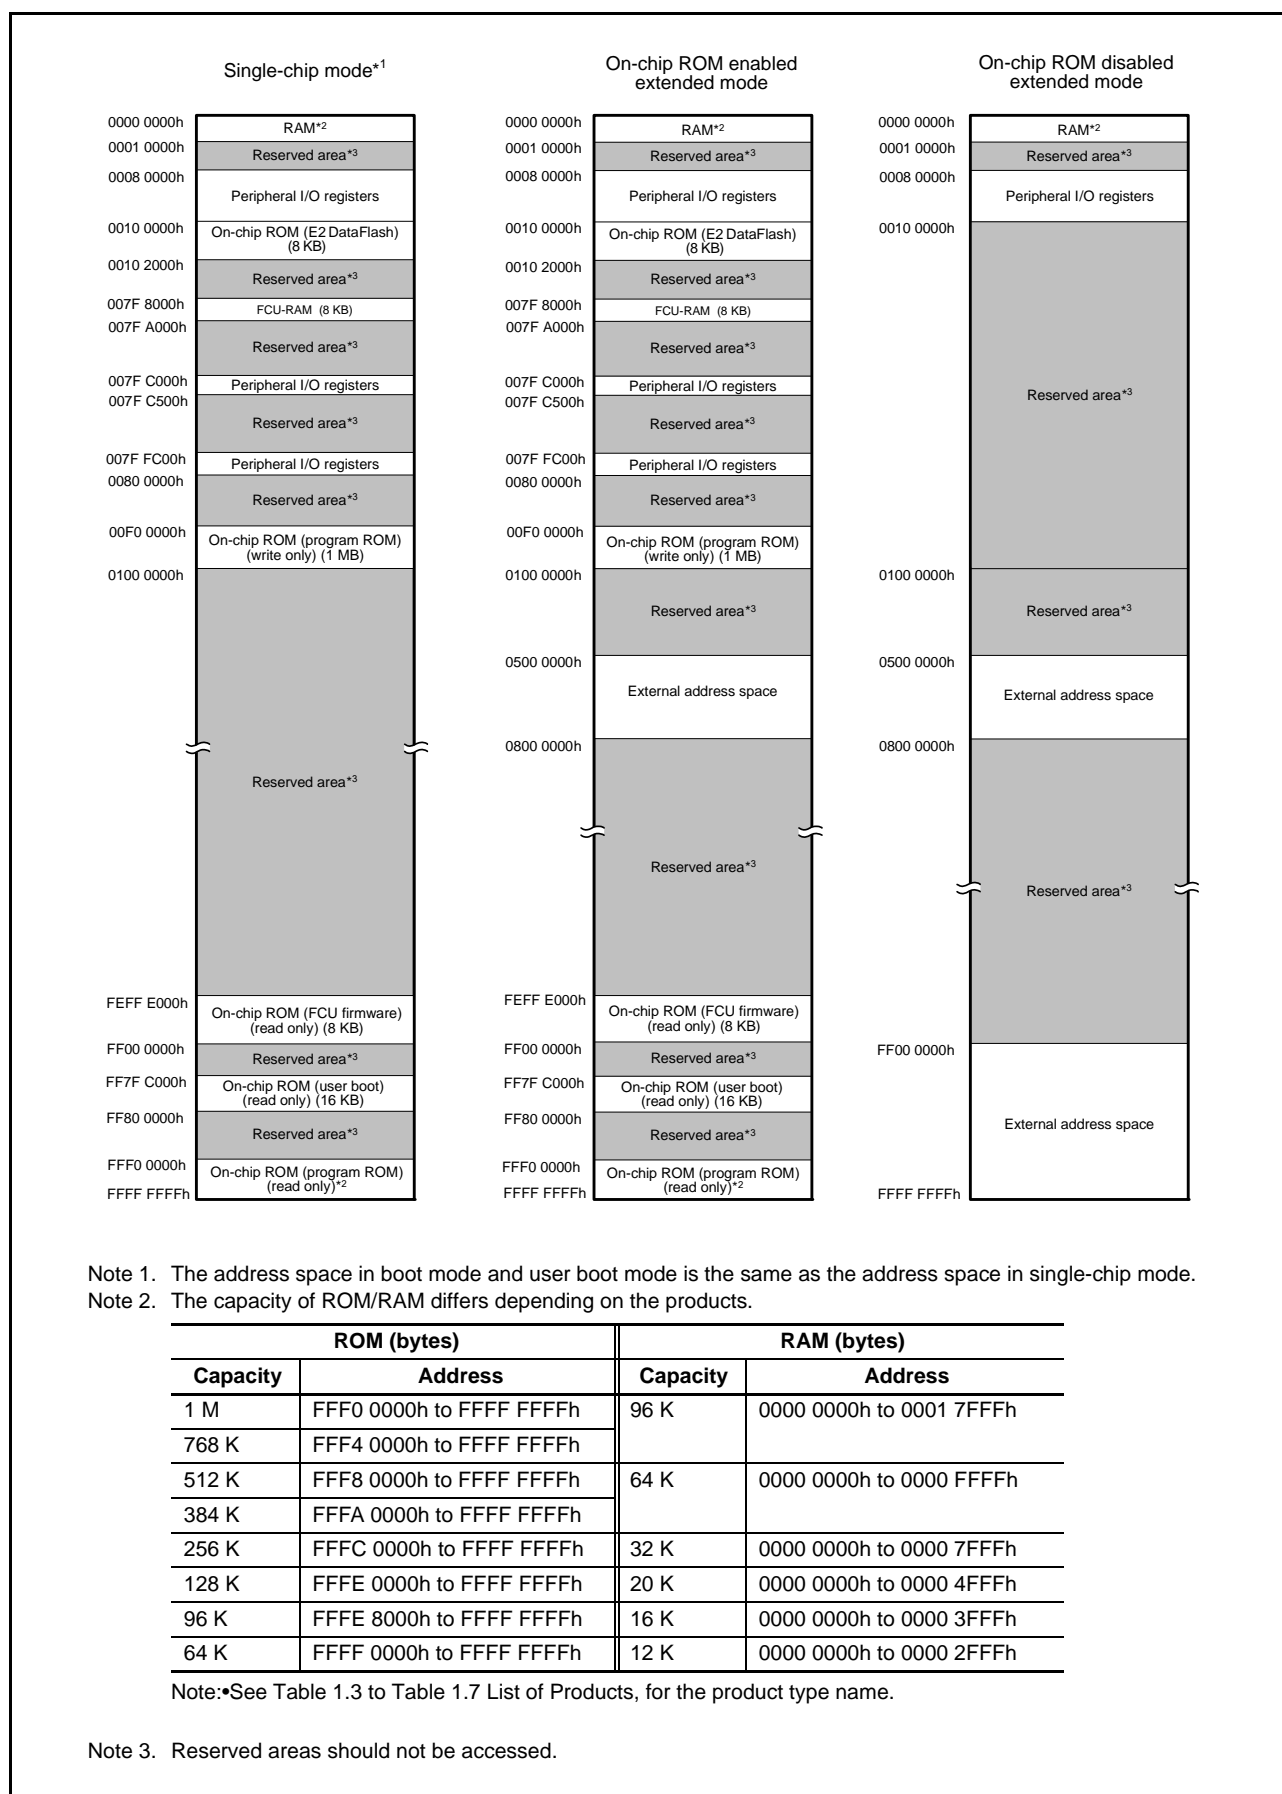 Single-chip mode*1
0000 0000h
RAM*2
0001 0000h
Reserved area*3
0008 0000h
Peripheral I/O registers
0010 0000h
On-chip ROM (E2 DataFlash)
(8 KB)
0010 2000h
Reserved area*3
007F 8000h
FCU-RAM (8 KB)
007F A000h
Reserved area*3
007F C000h
Peripheral I/O registers
007F C500h
Reserved area*3
007F FC00h
Peripheral I/O registers
0080 0000h
Reserved area*3
00F0 0000h
On-chip ROM (program ROM)
(write only) (1 MB)
0100 0000h
Reserved area*3
FEFF E000h
On-chip ROM (FCU firmware)
(read only) (8 KB)
FF00 0000h
Reserved area*3
FF7F C000h
On-chip ROM (user boot)
(read only) (16 KB)
FF80 0000h
Reserved area*3
FFF0 0000h
On-chip ROM (program ROM)
(read only)*2
FFFF FFFFh
On-chip ROM enabled
extended mode
0000 0000h
RAM*2
0001 0000h
Reserved area*3
0008 0000h
Peripheral I/O registers
0010 0000h
On-chip ROM (E2 DataFlash)
(8 KB)
0010 2000h
Reserved area*3
007F 8000h
FCU-RAM (8 KB)
007F A000h
Reserved area*3
007F C000h
Peripheral I/O registers
007F C500h
Reserved area*3
007F FC00h
Peripheral I/O registers
0080 0000h
Reserved area*3
00F0 0000h
On-chip ROM (program ROM)
(write only) (1 MB)
0100 0000h
Reserved area*3
0500 0000h
External address space
0800 0000h
Reserved area*3
FEFF E000h
On-chip ROM (FCU firmware)
(read only) (8 KB)
FF00 0000h
Reserved area*3
FF7F C000h
On-chip ROM (user boot)
(read only) (16 KB)
FF80 0000h
Reserved area*3
FFF0 0000h
On-chip ROM (program ROM)
(read only)*2
FFFF FFFFh
On-chip ROM disabled
extended mode
0000 0000h
RAM*2
0001 0000h
Reserved area*3
0008 0000h
Peripheral I/O registers
0010 0000h
Reserved area*3
0100 0000h
Reserved area*3
0500 0000h
External address space
0800 0000h
Reserved area*3
FF00 0000h
External address space
FFFF FFFFh
Note 1. The address space in boot mode and user boot mode is the same as the address space in single-chip mode.
Note 2. The capacity of ROM/RAM differs depending on the products.
ROM (bytes) RAM (bytes)
Capacity Address Capacity Address
1 M FFF0 0000h to FFFF FFFFh 96 K 0000 0000h to 0001 7FFFh
768 K FFF4 0000h to FFFF FFFFh
512 K FFF8 0000h to FFFF FFFFh 64 K 0000 0000h to 0000 FFFFh
384 K FFFA 0000h to FFFF FFFFh
256 K FFFC 0000h to FFFF FFFFh 32 K 0000 0000h to 0000 7FFFh
128 K FFFE 0000h to FFFF FFFFh 20 K 0000 0000h to 0000 4FFFh
96 K FFFE 8000h to FFFF FFFFh 16 K 0000 0000h to 0000 3FFFh
64 K FFFF 0000h to FFFF FFFFh 12 K 0000 0000h to 0000 2FFFh
Note:•See Table 1.3 to Table 1.7 List of Products, for the product type name.
Note 3. Reserved areas should not be accessed.